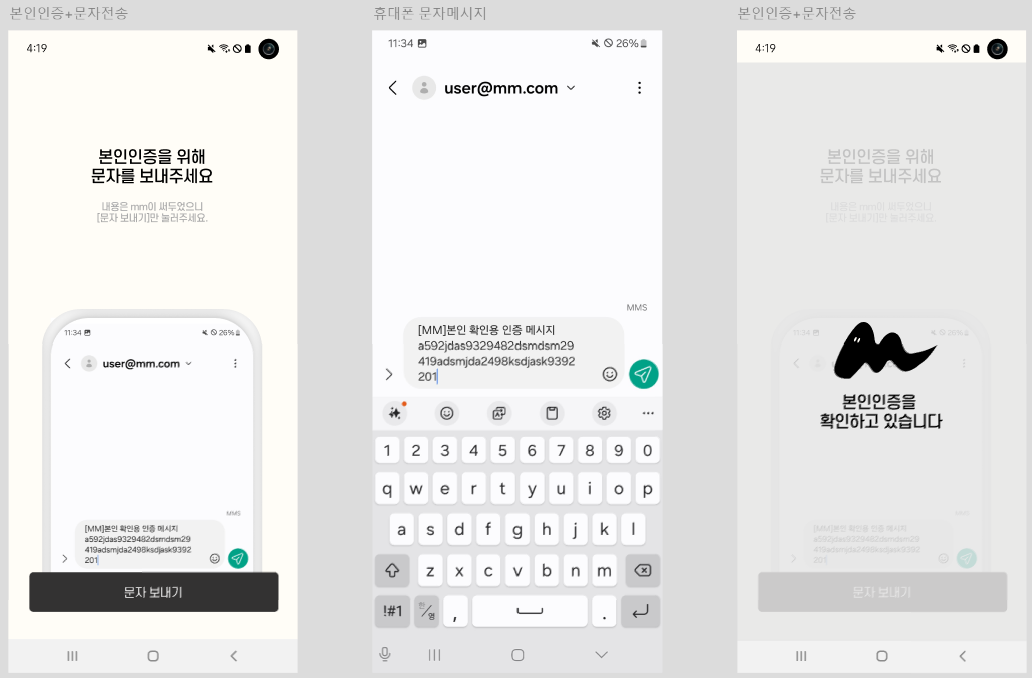 본인인증+문자전송
4:19
본인인증을 위해
문자를 보내주세요
내용은 mm이 써두었으니
[문자 보내기]만 눌러주세요.
11:34
26%
user@mm.com
MMS
[MM]본인 확인용 인증 메시지
a592jdas9329482dsmdsm29
419adsmjda2498ksdjask9392
201
문자 보내기
휴대폰 문자메시지
11:34
26%
user@mm.com
MMS
[MM]본인 확인용 인증 메시지
a592jdas9329482dsmdsm29
419adsmjda2498ksdjask9392
201
1 2 3 4 5 6 7 8 9 0
q w e r t y u i o p
a s d f g h j k l
z x c v b n m
!#1 한/영 , .
본인인증+문자전송
4:19
본인인증을 위해
문자를 보내주세요
내용은 mm이 써두었으니
[문자 보내기]만 눌러주세요.
11:34
26%
본인인증을
확인하고 있습니다
MMS
[MM]본인 확인용 인증 메시지
a592jdas9329482dsmdsm29
419adsmjda2498ksdjask9392
201
문자 보내기